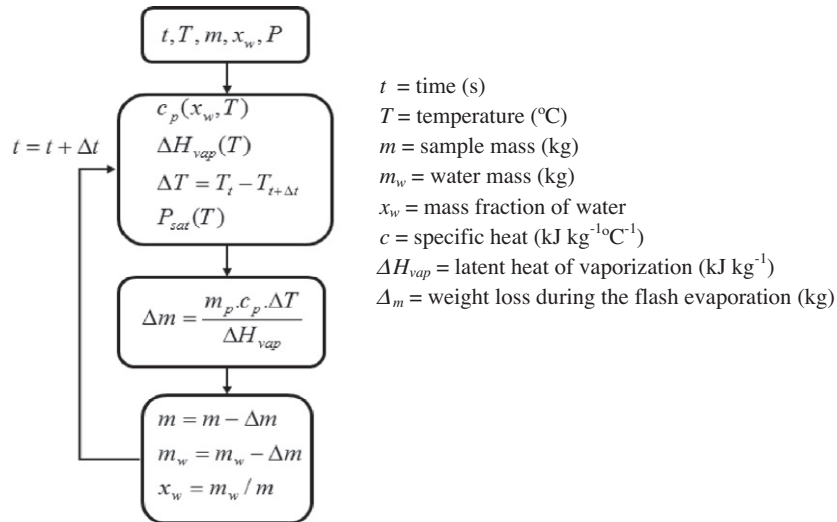 t, T, m, x_w, P
c_p(x_w, T)
ΔH_vap(T)
ΔT = T_t − T_{t+Δt}
P_sat(T)
t = t + Δt
Δm = m_p.c_p.ΔT / ΔH_vap
m = m − Δm
m_w = m_w − Δm
x_w = m_w / m
t = time (s)
T = temperature (ºC)
m = sample mass (kg)
m_w = water mass (kg)
x_w = mass fraction of water
c = specific heat (kJ kg⁻¹ºC⁻¹)
ΔH_vap = latent heat of vaporization (kJ kg⁻¹)
Δ_m = weight loss during the flash evaporation (kg)